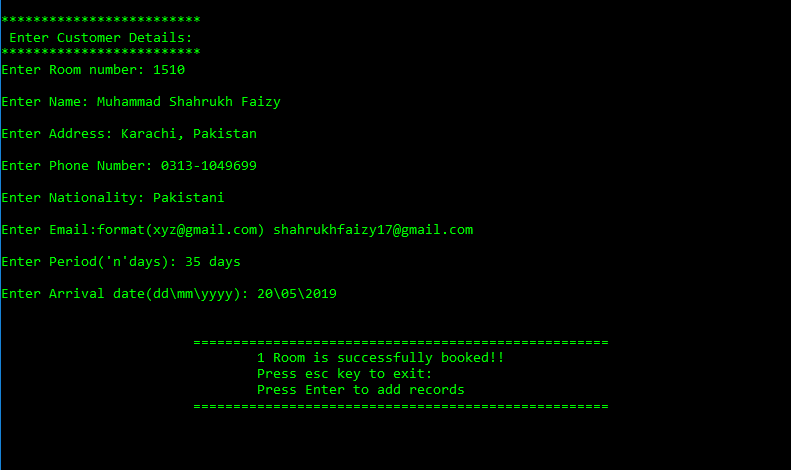 *************************
Enter Customer Details:
*************************
Enter Room number: 1510
Enter Name: Muhammad Shahrukh Faizy
Enter Address: Karachi, Pakistan
Enter Phone Number: 0313-1049699
Enter Nationality: Pakistani
Enter Email:format(xyz@gmail.com) shahrukhfaizy17@gmail.com
Enter Period('n'days): 35 days
Enter Arrival date(dd\mm\yyyy): 20\05\2019
====================================================
1 Room is successfully booked!!
Press esc key to exit:
Press Enter to add records
====================================================